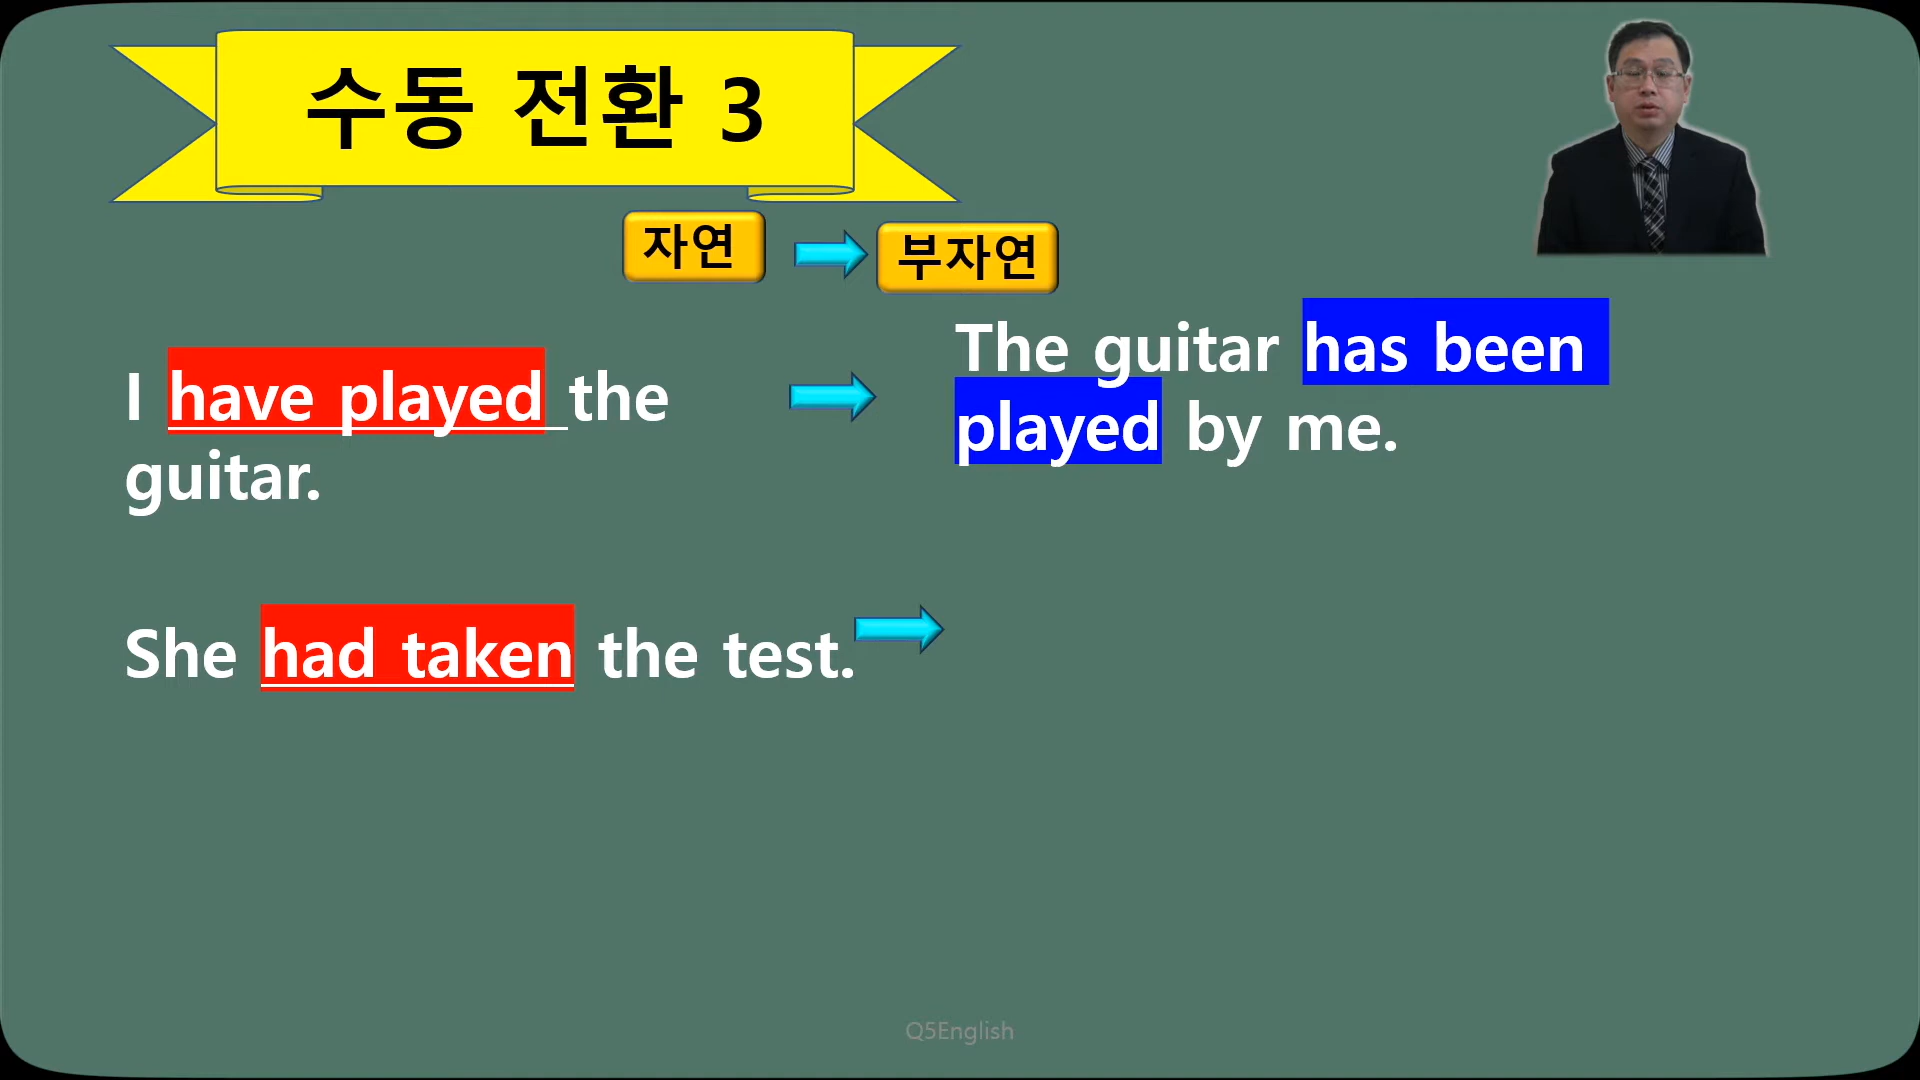 수동 전환 3
자연
부자연
I have played the
guitar.
The guitar has been
played by me.
She had taken the test.
Q5English